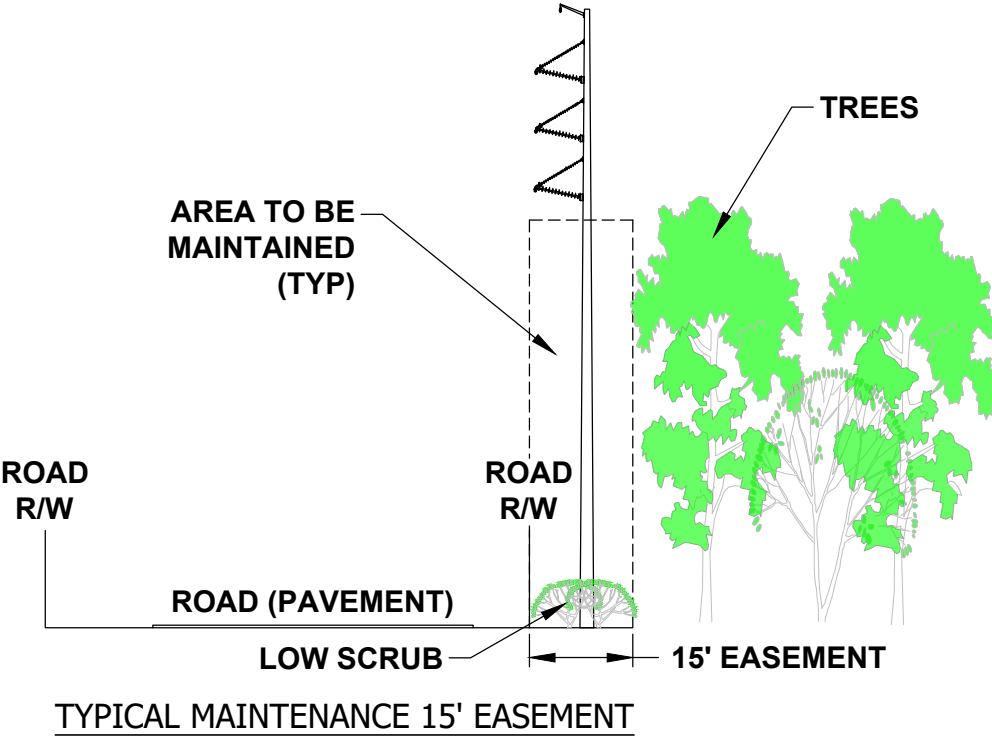 TREES
AREA TO BE
MAINTAINED
(TYP)
ROAD
R/W
ROAD
R/W
ROAD (PAVEMENT)
LOW SCRUB
15' EASEMENT
TYPICAL MAINTENANCE 15' EASEMENT